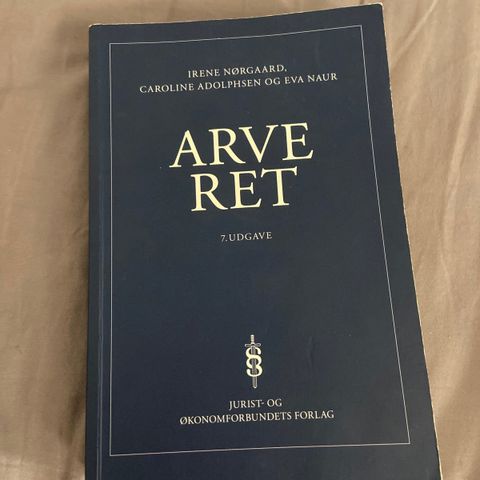 IRENE NØRGAARD,
CAROLINE ADOLPHSEN OG EVA NAUR
ARVE
RET
7. UDGAVE
JURIST- OG
ØKONOMFORBUNDETS FORLAG